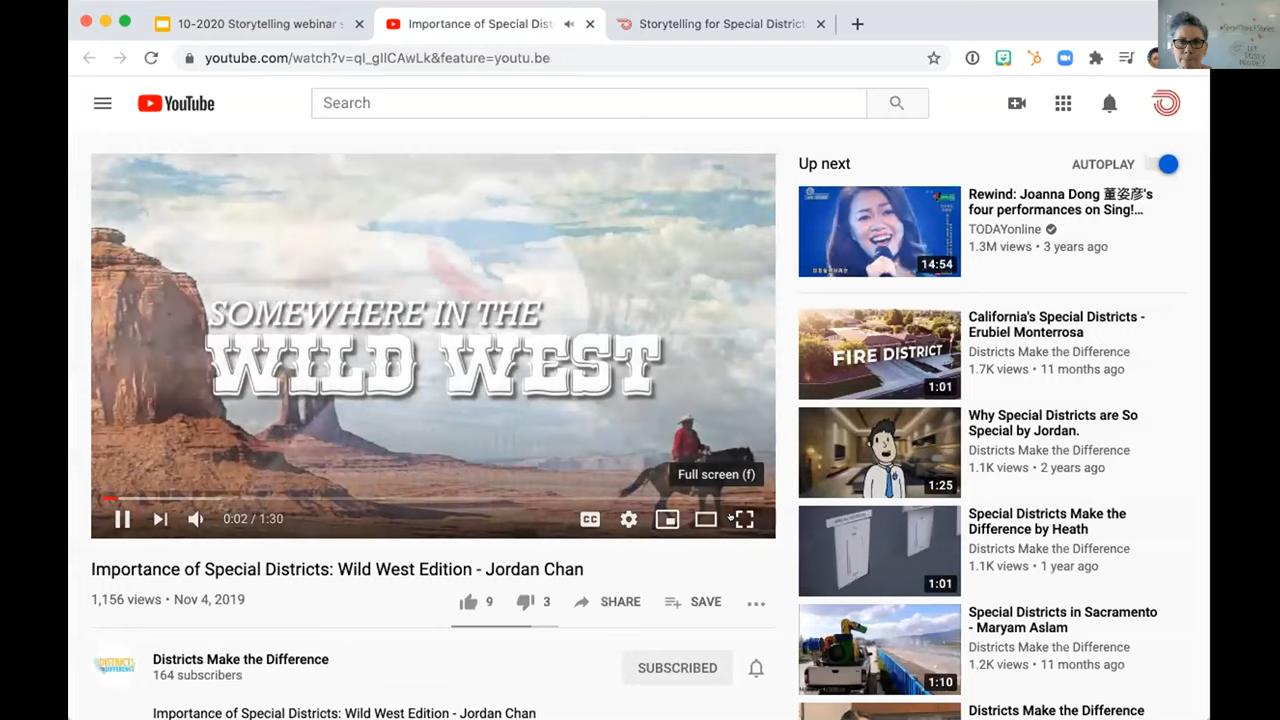 10-2020 Storytelling webinar s
Importance of Special Dist
Storytelling for Special District
youtube.com/watch?v=ql_gIlCAwLk&feature=youtu.be
YouTube
Search
SOMEWHERE IN THE
WILD WEST
Full screen (f)
0:02 / 1:30
CC
Importance of Special Districts: Wild West Edition - Jordan Chan
1,156 views • Nov 4, 2019
9
3
SHARE
SAVE
DISTRICTS
Districts Make the Difference
164 subscribers
SUBSCRIBED
Importance of Special Districts: Wild West Edition - Jordan Chan
Up next
AUTOPLAY
14:54
Rewind: Joanna Dong 董姿彦's
four performances on Sing!...
TODAYonline
1.3M views • 3 years ago
FIRE DISTRICT
1:01
California's Special Districts -
Erubiel Monterrosa
Districts Make the Difference
1.7K views • 11 months ago
1:25
Why Special Districts are So
Special by Jordan.
Districts Make the Difference
1.1K views • 2 years ago
1:01
Special Districts Make the
Difference by Heath
Districts Make the Difference
1.1K views • 1 year ago
1:10
Special Districts in Sacramento
- Maryam Aslam
Districts Make the Difference
1.2K views • 11 months ago
Districts Make the Difference